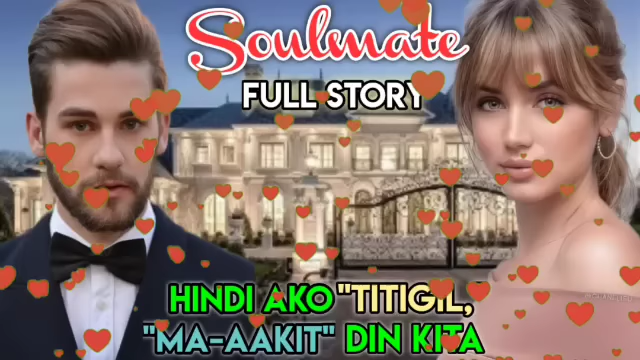 Soulmate
FULL STORY
HINDI AKO "TITIGIL,
"MA-AAKIT" DIN KITA